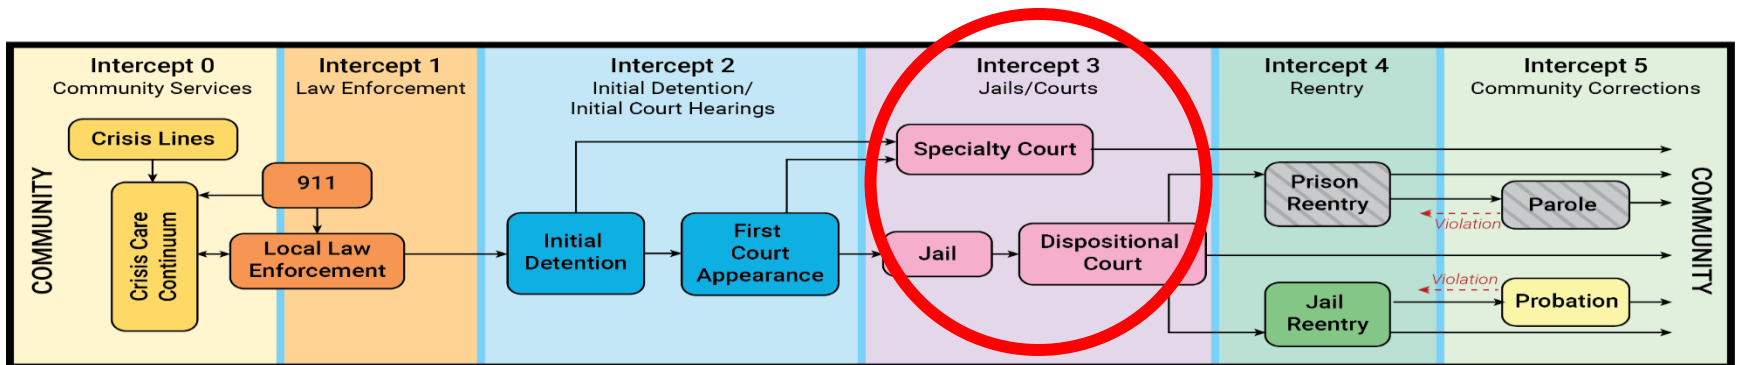 Intercept 0
Community Services
Intercept 1
Law Enforcement
Intercept 2
Initial Detention/
Initial Court Hearings
Intercept 3
Jails/Courts
Intercept 4
Reentry
Intercept 5
Community Corrections
COMMUNITY
Crisis Lines
Crisis Care
Continuum
911
Local Law
Enforcement
Initial
Detention
First
Court
Appearance
Specialty Court
Jail
Dispositional
Court
Prison
Reentry
Jail
Reentry
Parole
Violation
Violation
Probation
COMMUNITY